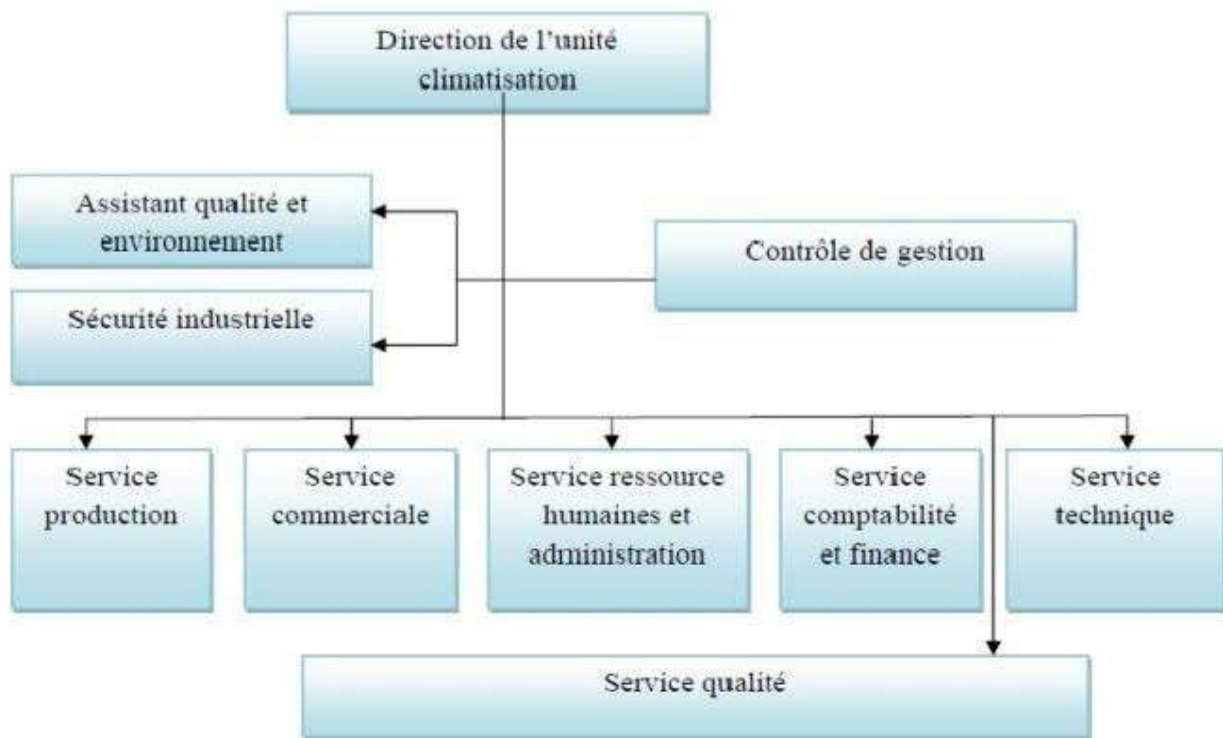 Direction de l'unité
climatisation
Assistant qualité et
environnement
Contrôle de gestion
Sécurité industrielle
Service
production
Service
commerciale
Service ressource
humaines et
administration
Service
comptabilité
et finance
Service
technique
Service qualité